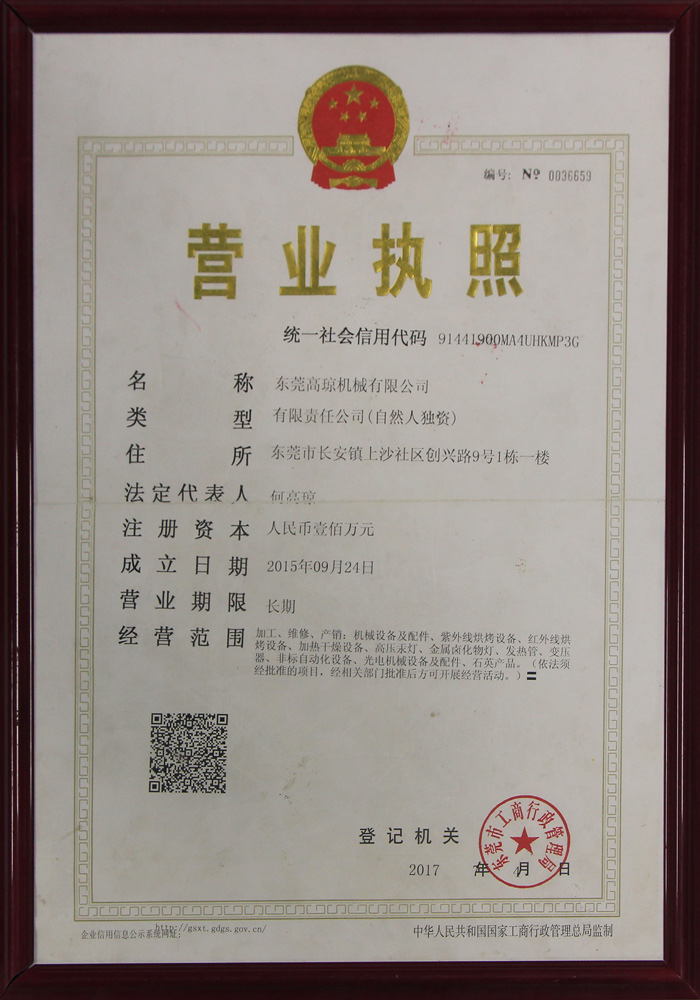 编号: Nº 0036659
营业执照
统一社会信用代码 91441900MA4UHKMP3G
名称 东莞高琼机械有限公司
类型 有限责任公司(自然人独资)
住所 东莞市长安镇上沙社区创兴路9号1栋一楼
法定代表人 何高琼
注册资本 人民币壹佰万元
成立日期 2015年09月24日
营业期限 长期
经营范围 加工、维修、产销：机械设备及配件、紫外线烘烤设备、红外线烘
烤设备、加热干燥设备、高压汞灯、金属卤化物灯、发热管、变压
器、非标自动化设备、光电机械设备及配件、石英产品。（依法须
经批准的项目，经相关部门批准后方可开展经营活动。）
登记机关
东莞市工商行政管理局
2017 年 月 日
企业信用信息公示系统网址: http://gsxt.gdgs.gov.cn/
中华人民共和国国家工商行政管理总局监制